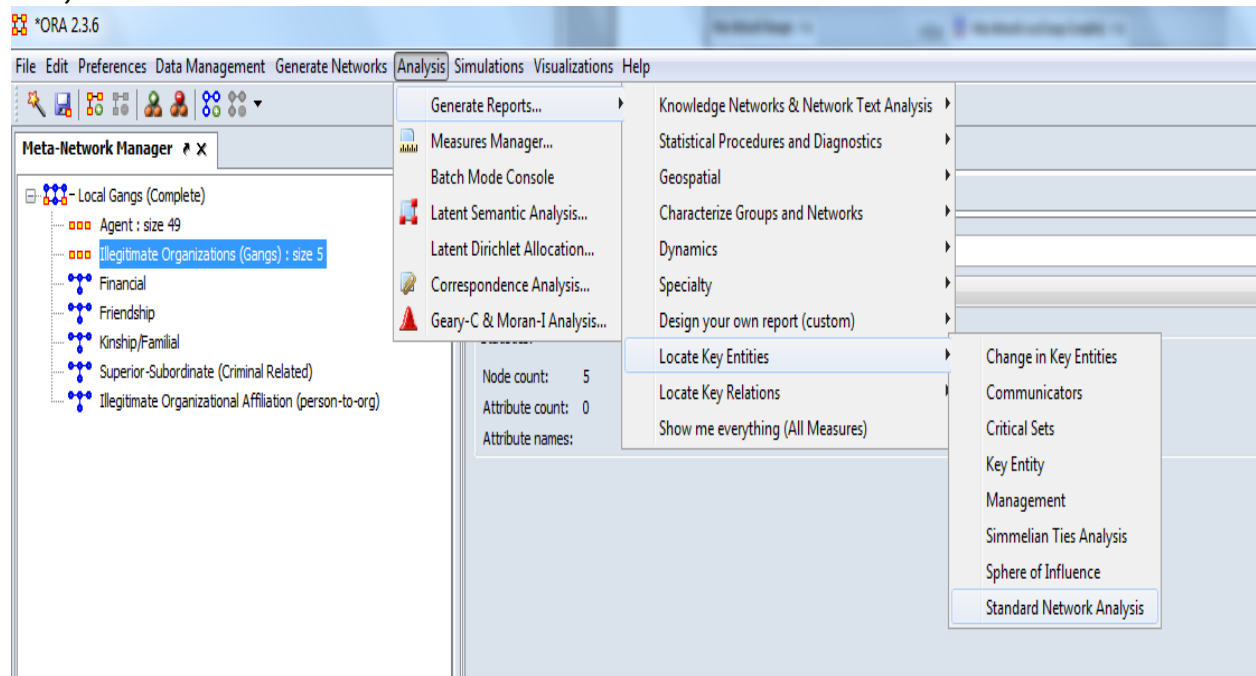 *ORA 2.3.6
File Edit Preferences Data Management Generate Networks Analysis Simulations Visualizations Help
Meta-Network Manager
Local Gangs (Complete)
Agent : size 49
Illegitimate Organizations (Gangs) : size 5
Financial
Friendship
Kinship/Familial
Superior-Subordinate (Criminal Related)
Illegitimate Organizational Affiliation (person-to-org)
Generate Reports...
Measures Manager...
Batch Mode Console
Latent Semantic Analysis...
Latent Dirichlet Allocation...
Correspondence Analysis...
Geary-C & Moran-I Analysis...
Node count: 5
Attribute count: 0
Attribute names:
Knowledge Networks & Network Text Analysis
Statistical Procedures and Diagnostics
Geospatial
Characterize Groups and Networks
Dynamics
Specialty
Design your own report (custom)
Locate Key Entities
Locate Key Relations
Show me everything (All Measures)
Change in Key Entities
Communicators
Critical Sets
Key Entity
Management
Simmelian Ties Analysis
Sphere of Influence
Standard Network Analysis